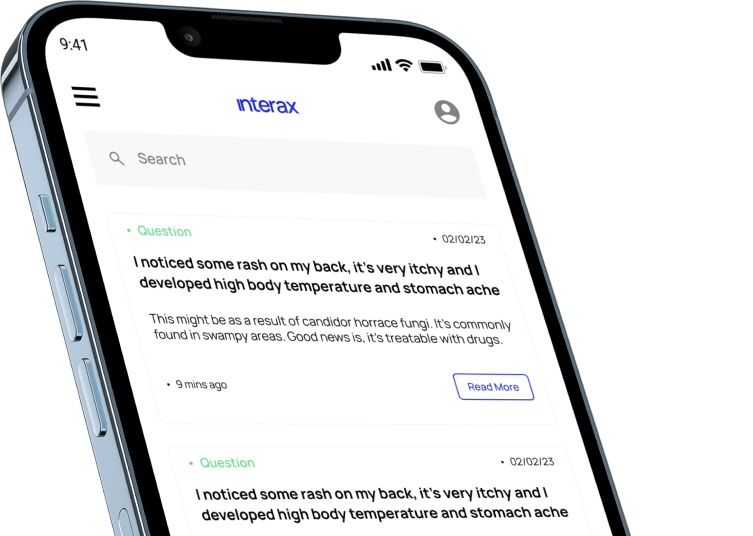 9:41
interax
Search
• Question
• 02/02/23
I noticed some rash on my back, it's very itchy and I
developed high body temperature and stomach ache
This might be as a result of candidor horrace fungi. It's commonly
found in swampy areas. Good news is, it's treatable with drugs.
• 9 mins ago
Read More
• Question
• 02/02/23
I noticed some rash on my back, it's very itchy and I
developed high body temperature and stomach ache